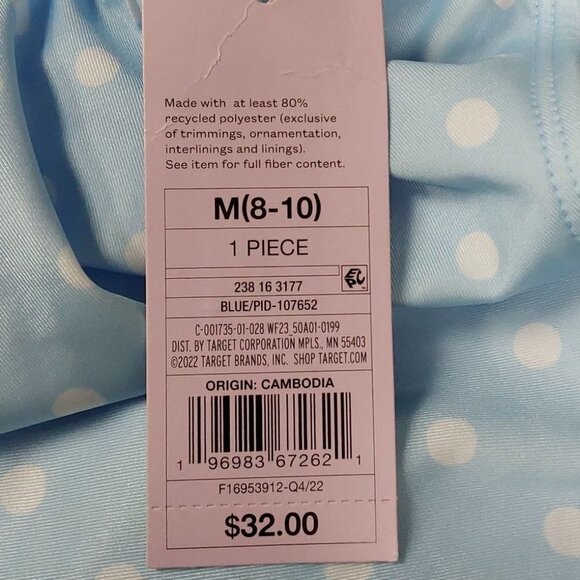 Made with at least 80%
recycled polyester (exclusive
of trimmings, ornamentation,
interlinings and linings).
See item for full fiber content.
M(8-10)
1 PIECE
238 16 3177
EPC
BLUE/PID-107652
C-001735-01-028 WF23_50A01-0199
DIST. BY TARGET CORPORATION MPLS., MN 55403
©2022 TARGET BRANDS, INC. SHOP TARGET.COM
ORIGIN: CAMBODIA
1 96983 67262 1
F16953912-Q4/22
$32.00